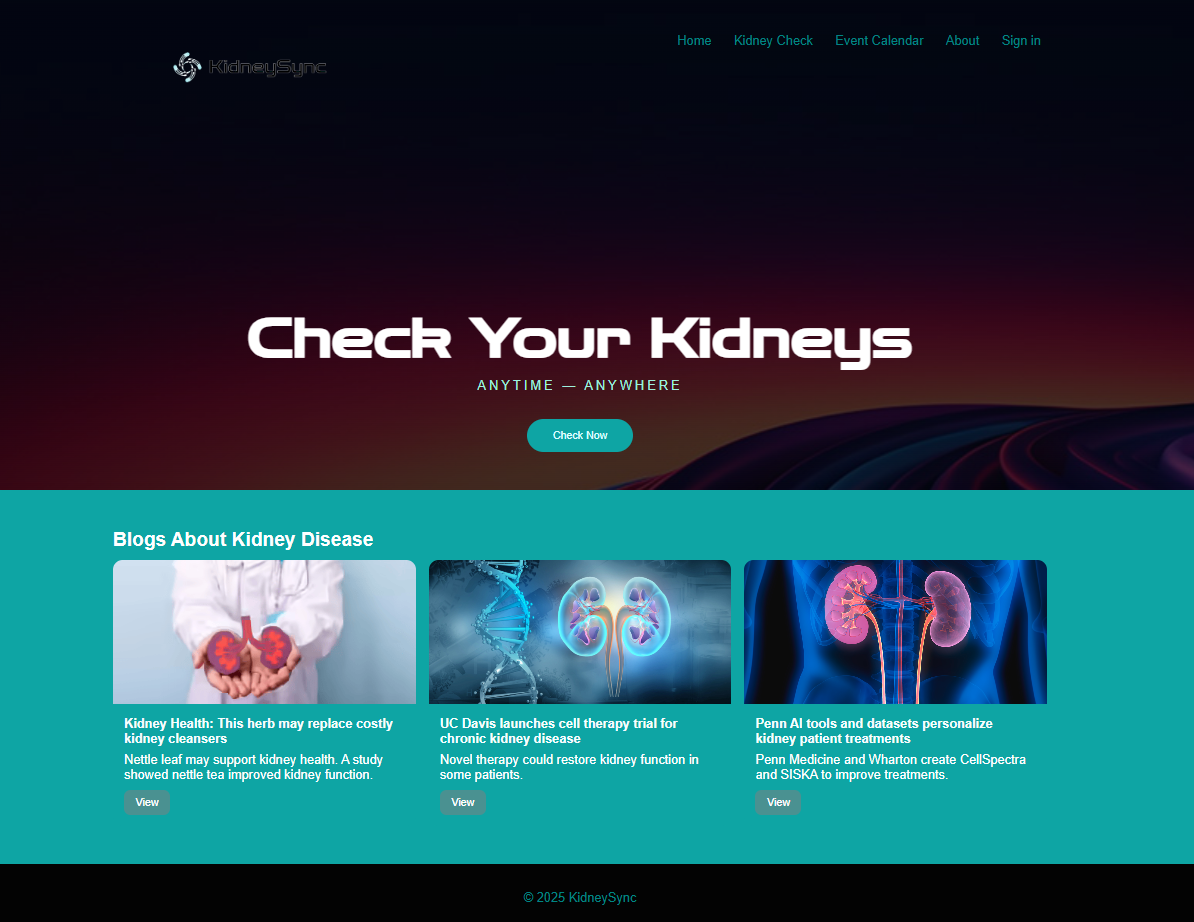 KidneySync
Home
Kidney Check
Event Calendar
About
Sign in
Check Your Kidneys
ANYTIME — ANYWHERE
Check Now
Blogs About Kidney Disease
Kidney Health: This herb may replace costly
kidney cleansers
Nettle leaf may support kidney health. A study
showed nettle tea improved kidney function.
View
UC Davis launches cell therapy trial for
chronic kidney disease
Novel therapy could restore kidney function in
some patients.
View
Penn AI tools and datasets personalize
kidney patient treatments
Penn Medicine and Wharton create CellSpectra
and SISKA to improve treatments.
View
© 2025 KidneySync